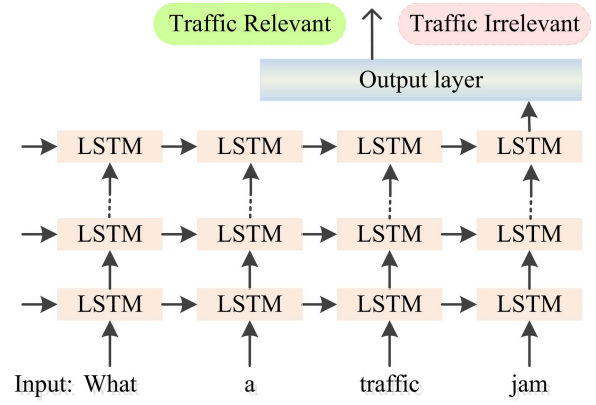 Traffic Relevant Traffic Irrelevant
Output layer
LSTM LSTM LSTM LSTM
LSTM LSTM LSTM LSTM
LSTM LSTM LSTM LSTM
Input: What a traffic jam